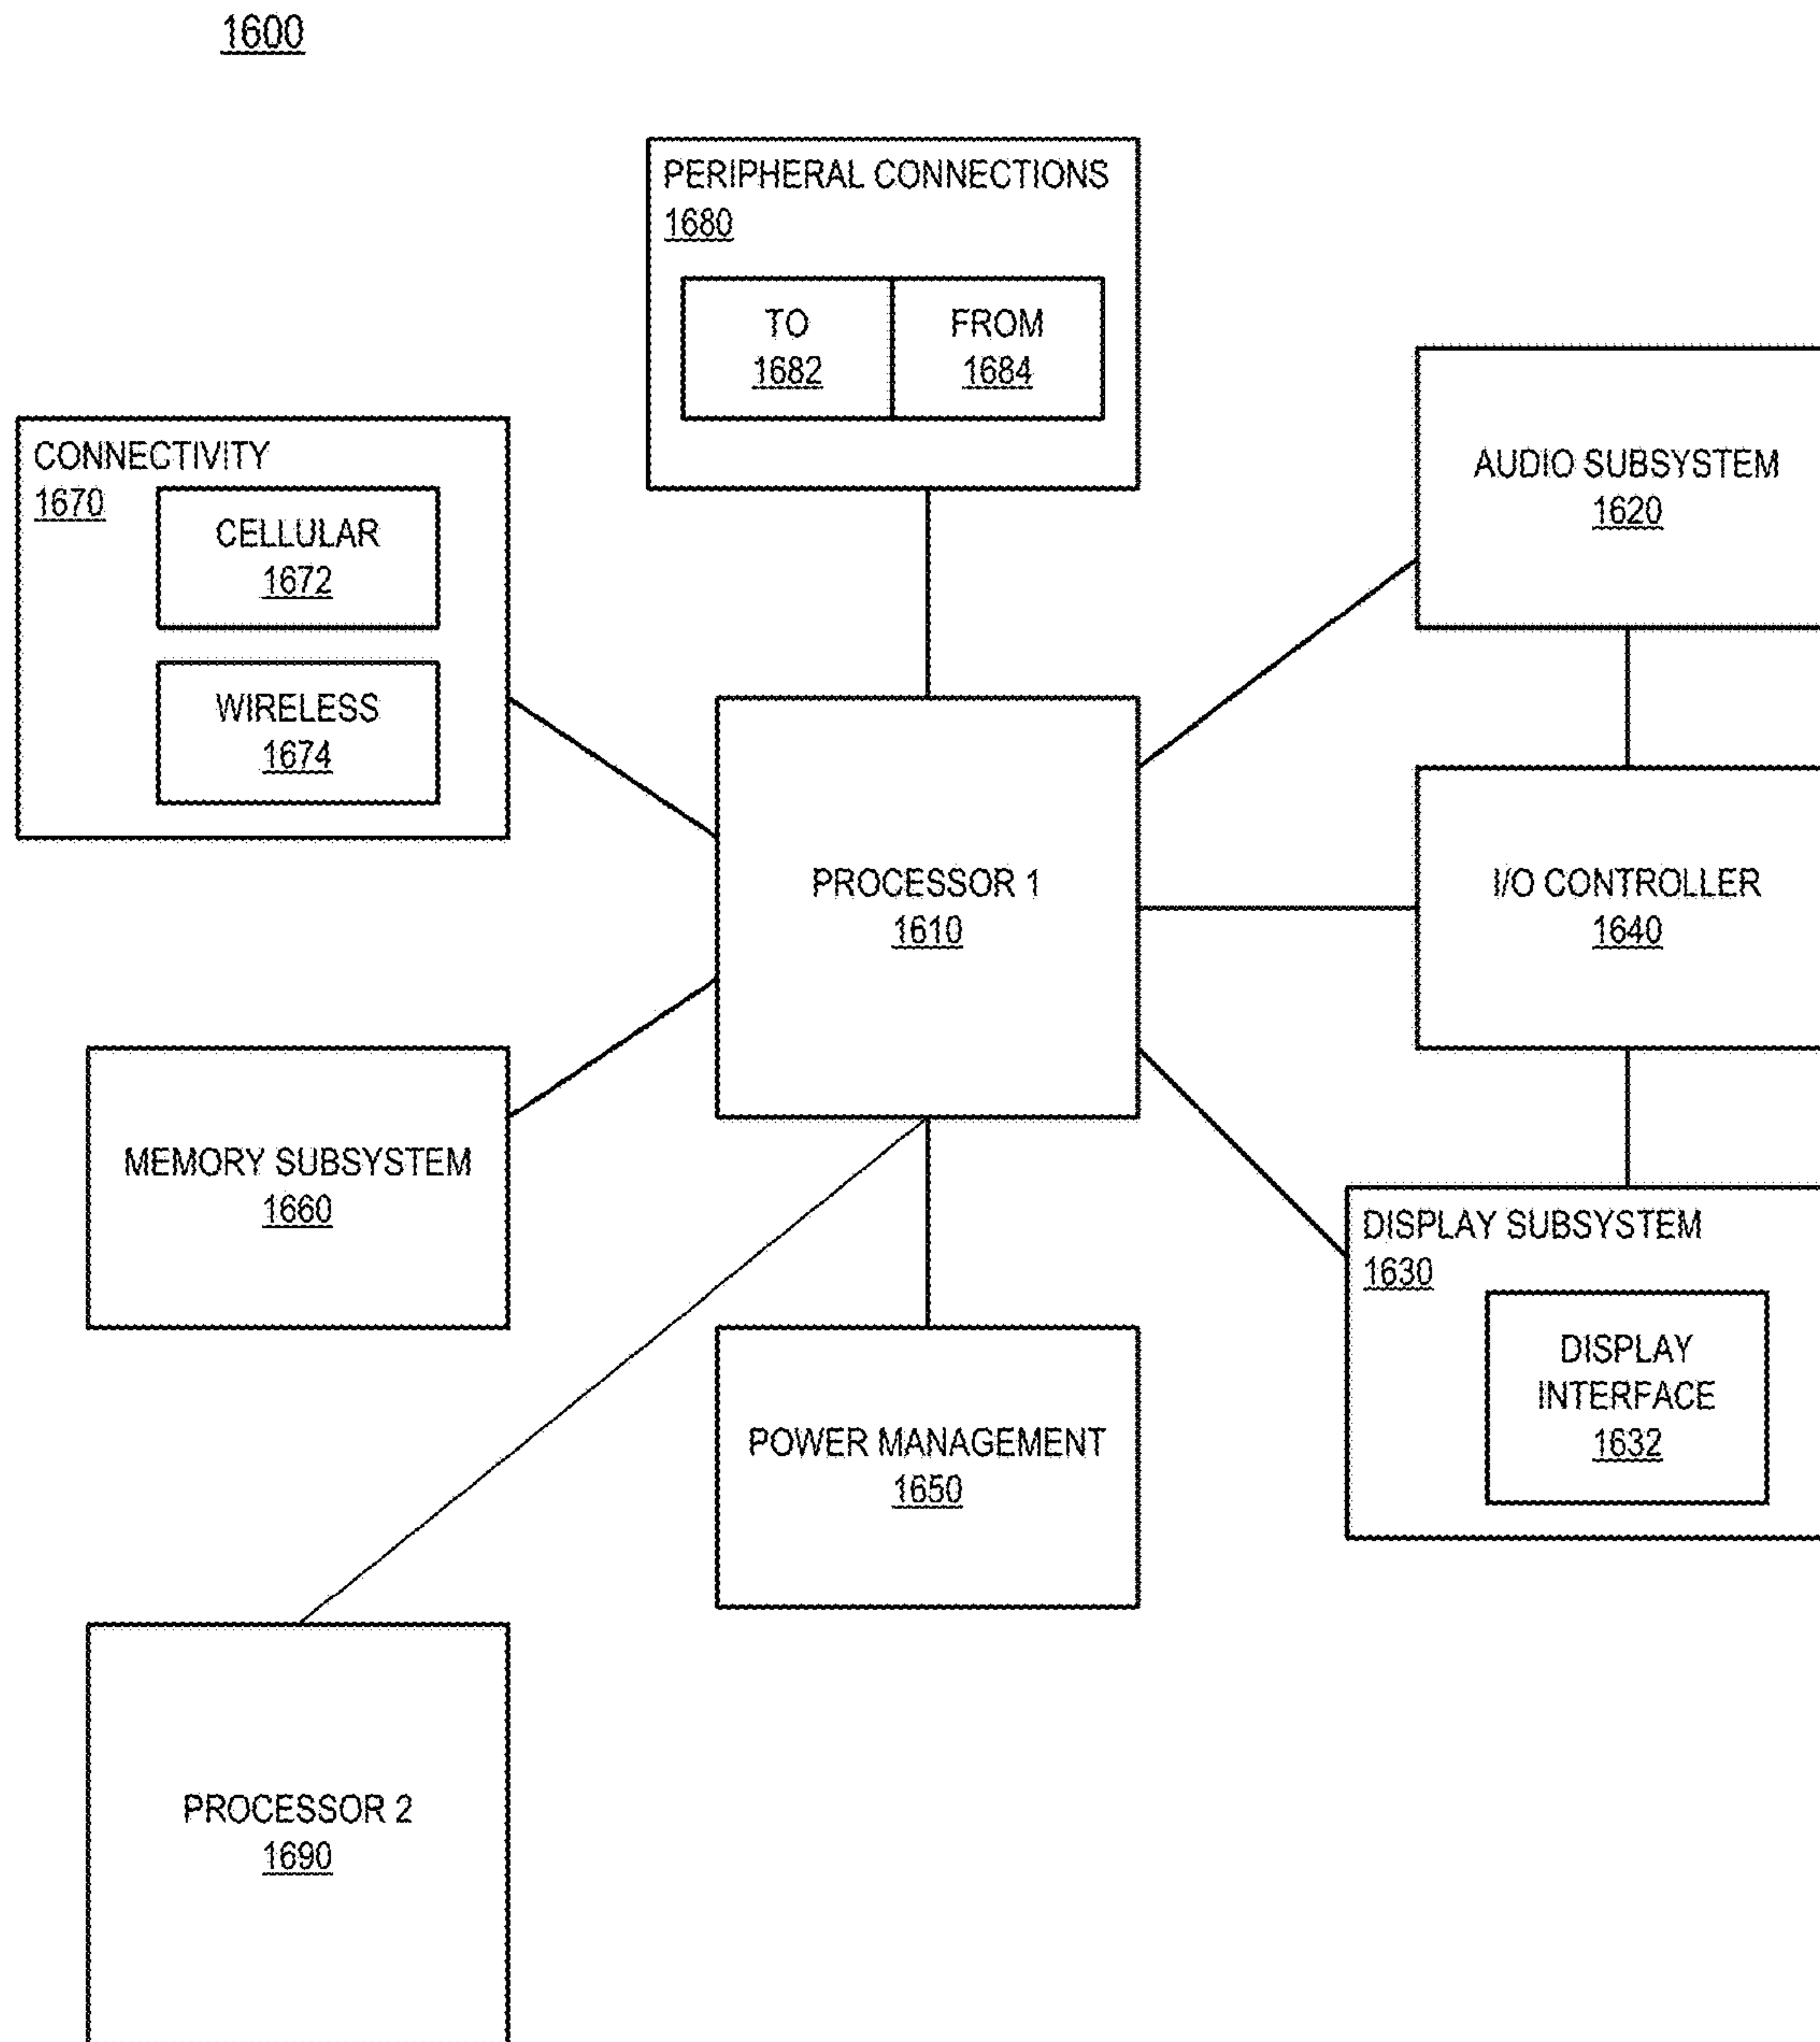 1600
PERIPHERAL CONNECTIONS
1680
TO
1682
FROM
1684
CONNECTIVITY
1670
CELLULAR
1672
WIRELESS
1674
AUDIO SUBSYSTEM
1620
PROCESSOR 1
1610
I/O CONTROLLER
1640
MEMORY SUBSYSTEM
1660
DISPLAY SUBSYSTEM
1630
DISPLAY
INTERFACE
1632
POWER MANAGEMENT
1650
PROCESSOR 2
1690